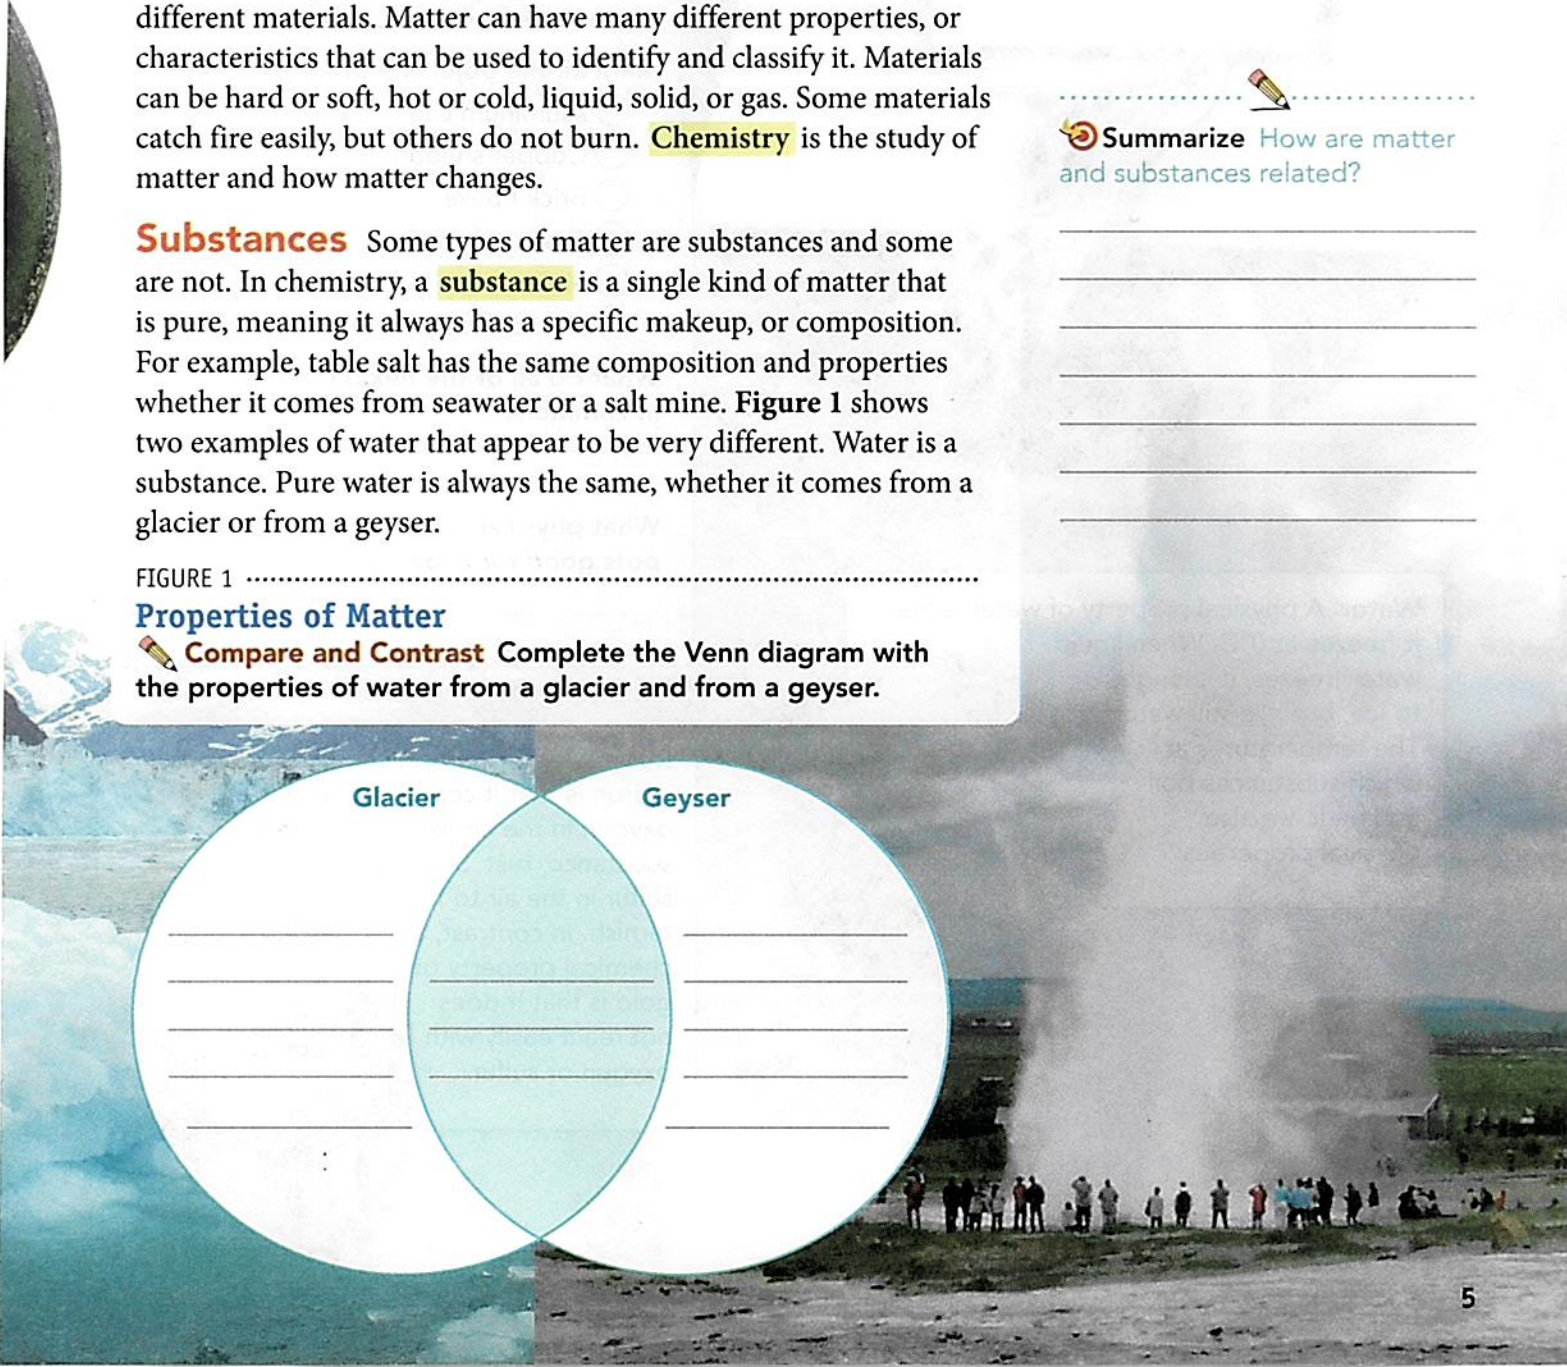 different materials. Matter can have many different properties, or
characteristics that can be used to identify and classify it. Materials
can be hard or soft, hot or cold, liquid, solid, or gas. Some materials
catch fire easily, but others do not burn. Chemistry is the study of
matter and how matter changes.
Substances Some types of matter are substances and some
are not. In chemistry, a substance is a single kind of matter that
is pure, meaning it always has a specific makeup, or composition.
For example, table salt has the same composition and properties
whether it comes from seawater or a salt mine. Figure 1 shows
two examples of water that appear to be very different. Water is a
substance. Pure water is always the same, whether it comes from a
glacier or from a geyser.
Summarize How are matter
and substances related?
FIGURE 1
Properties of Matter
Compare and Contrast Complete the Venn diagram with
the properties of water from a glacier and from a geyser.
Glacier
Geyser
5